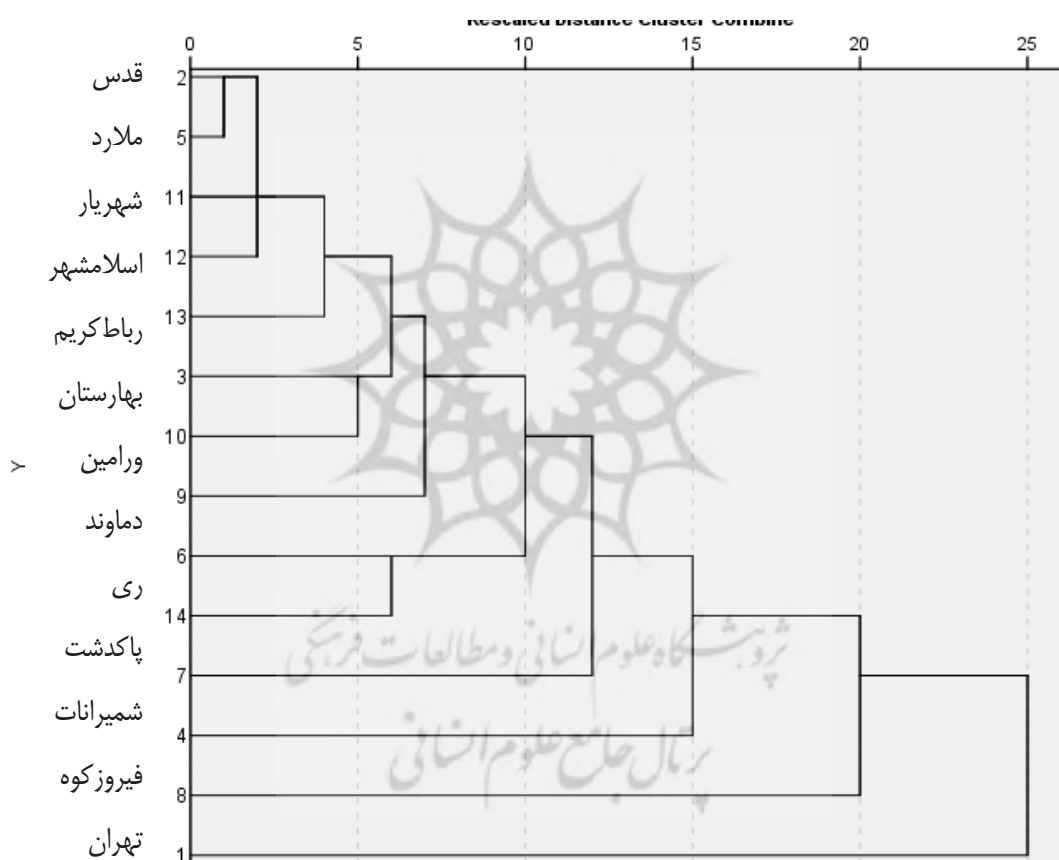 Rescaled Distance Cluster Combine
0 5 10 15 20 25
قدس 2
ملارد 5
شهریار 11
اسلامشهر 12
رباط‌کریم 13
بهارستان 3
ورامین 10
Y
دماوند 9
ری 6
پاکدشت 14
شمیرانات 7
فیروزکوه 4
تهران 8
1
پژوهشگاه علوم انسانی و مطالعات فرهنگی
پرتال جامع علوم انسانی